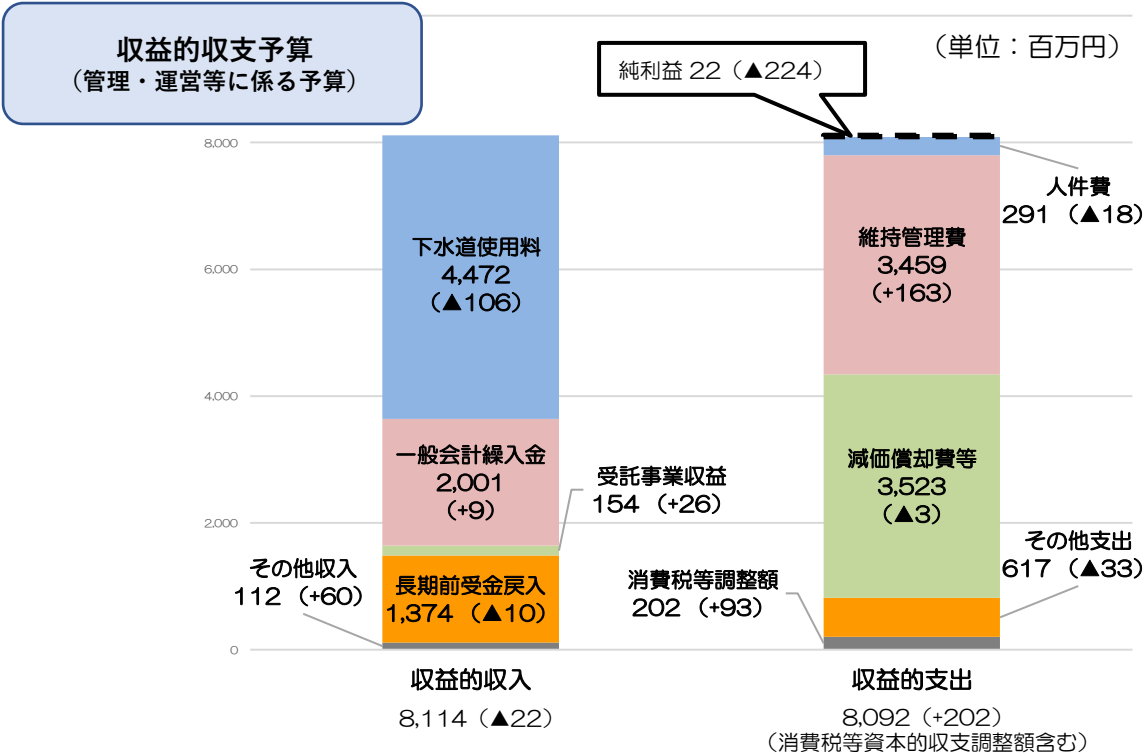 収益的収支予算
（管理・運営等に係る予算）
（単位：百万円）
純利益 22（▲224）
8,000
6,000
4,000
2,000
0
下水道使用料
4,472
（▲106）
一般会計繰入金
2,001
（+9）
受託事業収益
154（+26）
長期前受金戻入
1,374（▲10）
その他収入
112（+60）
人件費
291（▲18）
維持管理費
3,459
（+163）
減価償却費等
3,523
（▲3）
その他支出
617（▲33）
消費税等調整額
202（+93）
収益的収入
8,114（▲22）
収益的支出
8,092（+202）
（消費税等資本的収支調整額含む）